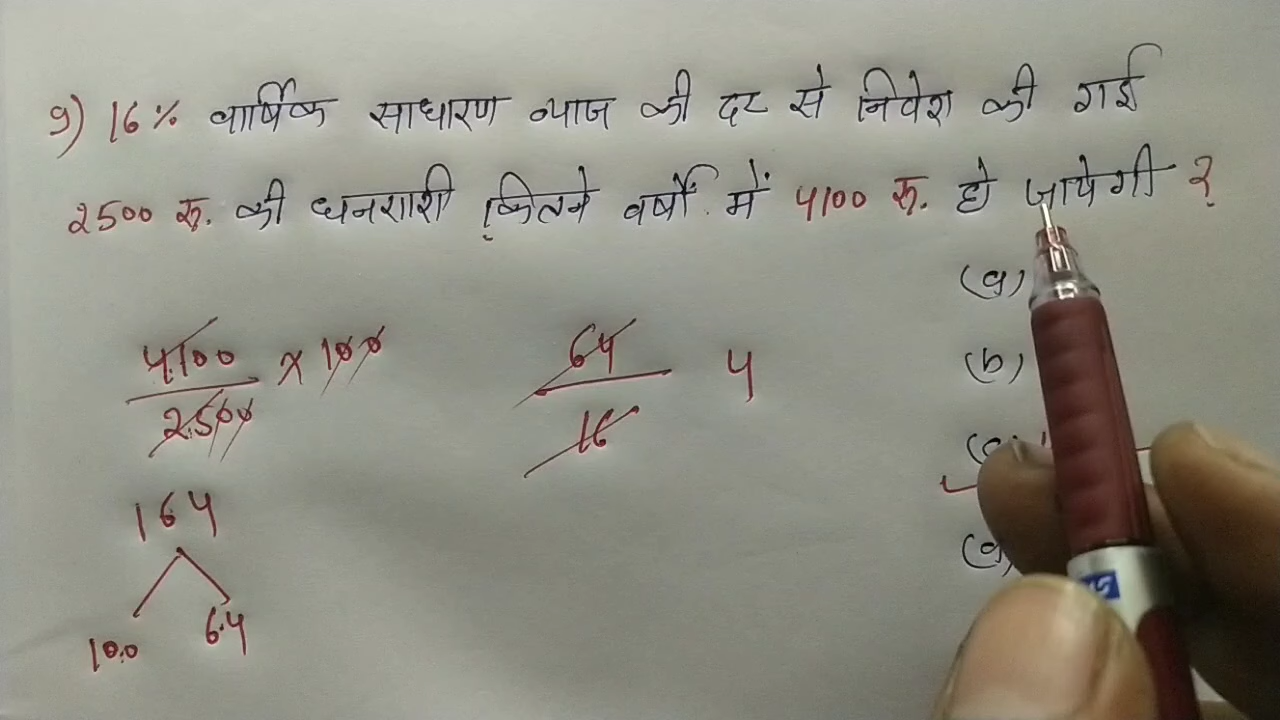 9) 16% वार्षिक साधारण ब्याज की दर से निवेश की गई
2500 रु. की धनराशी कितने वर्षों में 4100 रु. हो जायेगी ?
(a)
(b)
(c)
(d)
4100 / 2500 x 100
164
100 64
64 / 16 4